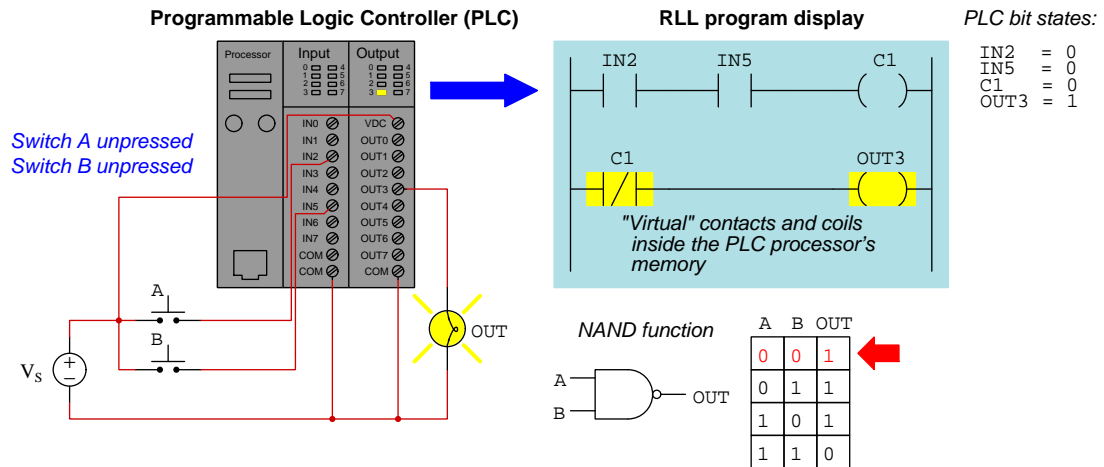 Programmable Logic Controller (PLC)
RLL program display
PLC bit states:
Processor
Input
Output
0 4
1 5
2 6
3 7
0 4
1 5
2 6
3 7
IN0
IN1
IN2
IN3
IN4
IN5
IN6
IN7
COM
COM
VDC
OUT0
OUT1
OUT2
OUT3
OUT4
OUT5
OUT6
OUT7
COM
Switch A unpressed
Switch B unpressed
A
B
VS
+
−
OUT
IN2 IN5 C1
C1 OUT3
"Virtual" contacts and coils
inside the PLC processor's
memory
IN2 = 0
IN5 = 0
C1 = 0
OUT3 = 1
NAND function
A
B
OUT
A B OUT
0 0 1
0 1 1
1 0 1
1 1 0